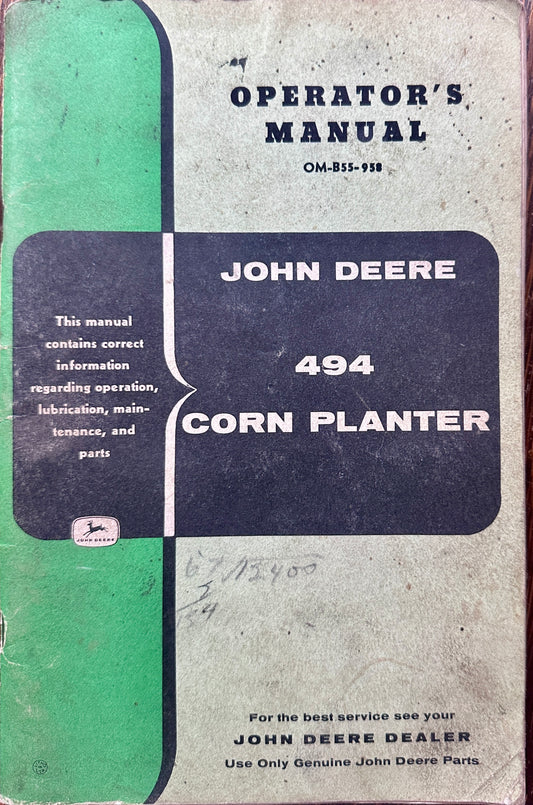 OPERATOR'S
MANUAL
OM-B55-958
JOHN DEERE
494
CORN PLANTER
This manual
contains correct
information
regarding operation,
lubrication, main-
tenance, and
parts
JOHN DEERE
2
For the best service see your
JOHN DEERE DEALER
Use Only Genuine John Deere Parts